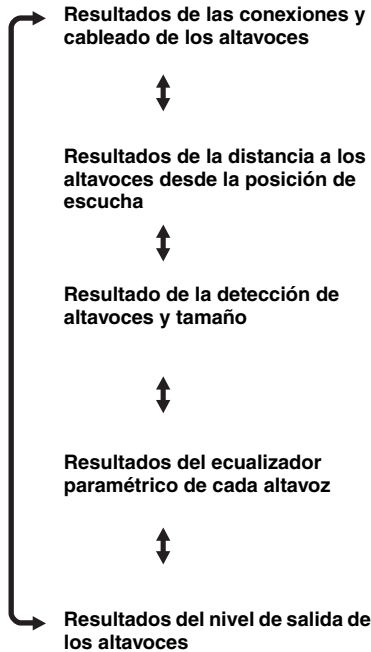 Resultados de las conexiones y
cableado de los altavoces
Resultados de la distancia a los
altavoces desde la posición de
escucha
Resultado de la detección de
altavoces y tamaño
Resultados del ecualizador
paramétrico de cada altavoz
Resultados del nivel de salida de
los altavoces